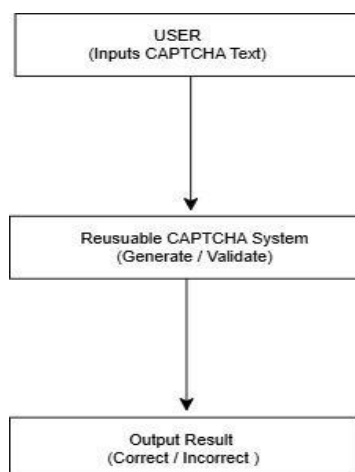 USER
(Inputs CAPTCHA Text)
Reusuable CAPTCHA System
(Generate / Validate)
Output Result
(Correct / Incorrect )